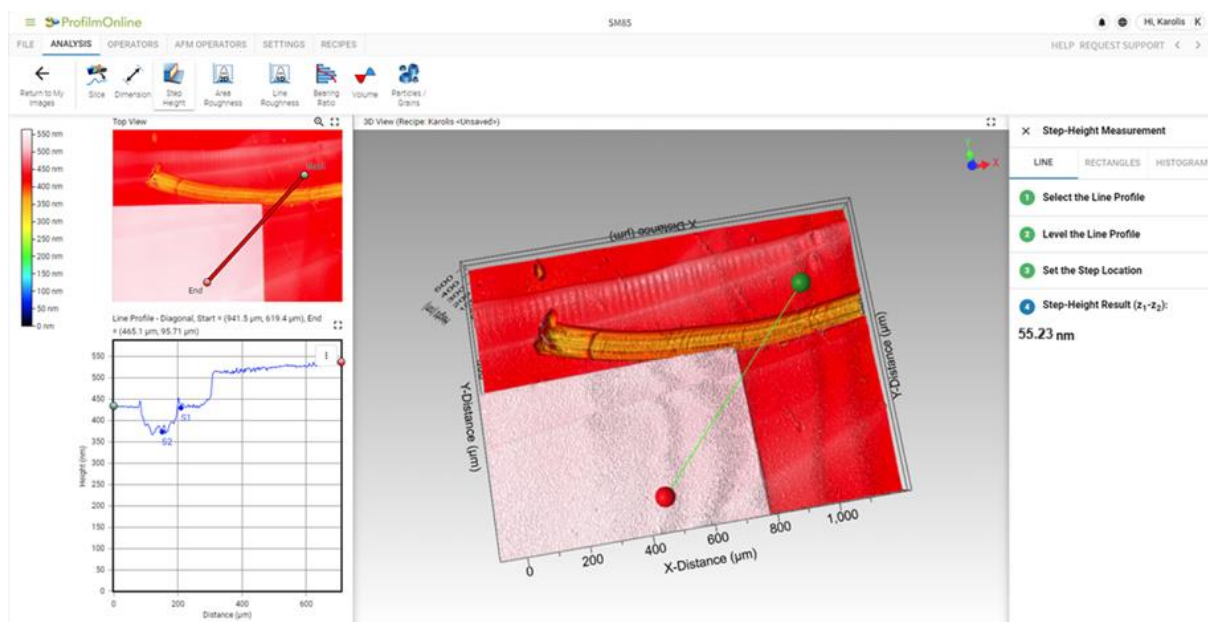 ProfilmOnline
5M85
Hi, Karolis K
FILE ANALYSIS OPERATORS AFM OPERATORS SETTINGS RECIPES
HELP REQUEST SUPPORT
Return to My Images
Slice
Dimension
Step Height
Area Roughness
Line Roughness
Bearing Ratio
Volume
Particles / Grains
Top View
3D View (Recipe: Karolis <Unsaved>)
550 nm
500 nm
450 nm
400 nm
350 nm
300 nm
250 nm
200 nm
150 nm
100 nm
50 nm
0 nm
End
Line Profile - Diagonal, Start = (941.5 μm, 619.4 μm), End
= (465.1 μm, 95.71 μm)
550
500
450
400
350
300
250
200
150
100
50
0
S1
S2
Height (nm)
0 200 400 600
Distance (μm)
Y
X
X-Distance (μm)
Y-Distance (μm)
Y-Distance (μm)
0 200 400 600 800 1,000
X-Distance (μm)
Step-Height Measurement
LINE RECTANGLES HISTOGRAM
1 Select the Line Profile
2 Level the Line Profile
3 Set the Step Location
4 Step-Height Result (z1-z2):
55.23 nm